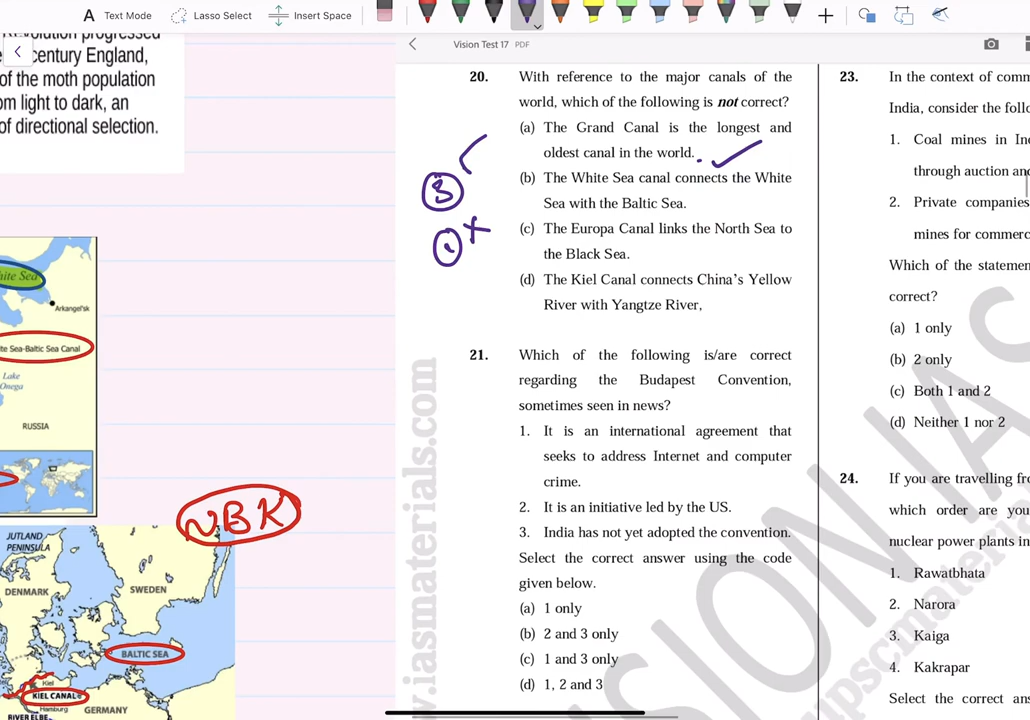 A Text Mode
Lasso Select
Insert Space
century England,
of the moth population
from light to dark, an
of directional selection.
White Sea
Arkangel'sk
White Sea-Baltic Sea Canal
Lake
Onega
RUSSIA
NBK
JUTLAND
PENINSULA
DENMARK
SWEDEN
BALTIC SEA
Kiel
KIEL CANAL
Hamburg
GERMANY
RIVER ELBE
Vision Test 17 PDF
20. With reference to the major canals of the
world, which of the following is not correct?
(a) The Grand Canal is the longest and
oldest canal in the world.
(b) The White Sea canal connects the White
Sea with the Baltic Sea.
(c) The Europa Canal links the North Sea to
the Black Sea.
(d) The Kiel Canal connects China's Yellow
River with Yangtze River,
3
21. Which of the following is/are correct
regarding the Budapest Convention,
sometimes seen in news?
1. It is an international agreement that
seeks to address Internet and computer
crime.
2. It is an initiative led by the US.
3. India has not yet adopted the convention.
Select the correct answer using the code
given below.
(a) 1 only
(b) 2 and 3 only
(c) 1 and 3 only
(d) 1, 2 and 3
23. In the context of
India, consider the
1. Coal mines in
through auction
2. Private companies
mines for
Which of the
correct?
(a) 1 only
(b) 2 only
(c) Both 1 and 2
(d) Neither 1 nor 2
24. If you are travelling
which order are you
nuclear power plants in
1. Rawatbhata
2. Narora
3. Kaiga
4. Kakrapar
Select the correct
w.iasmaterials.com
SION IAS
upscmaterials